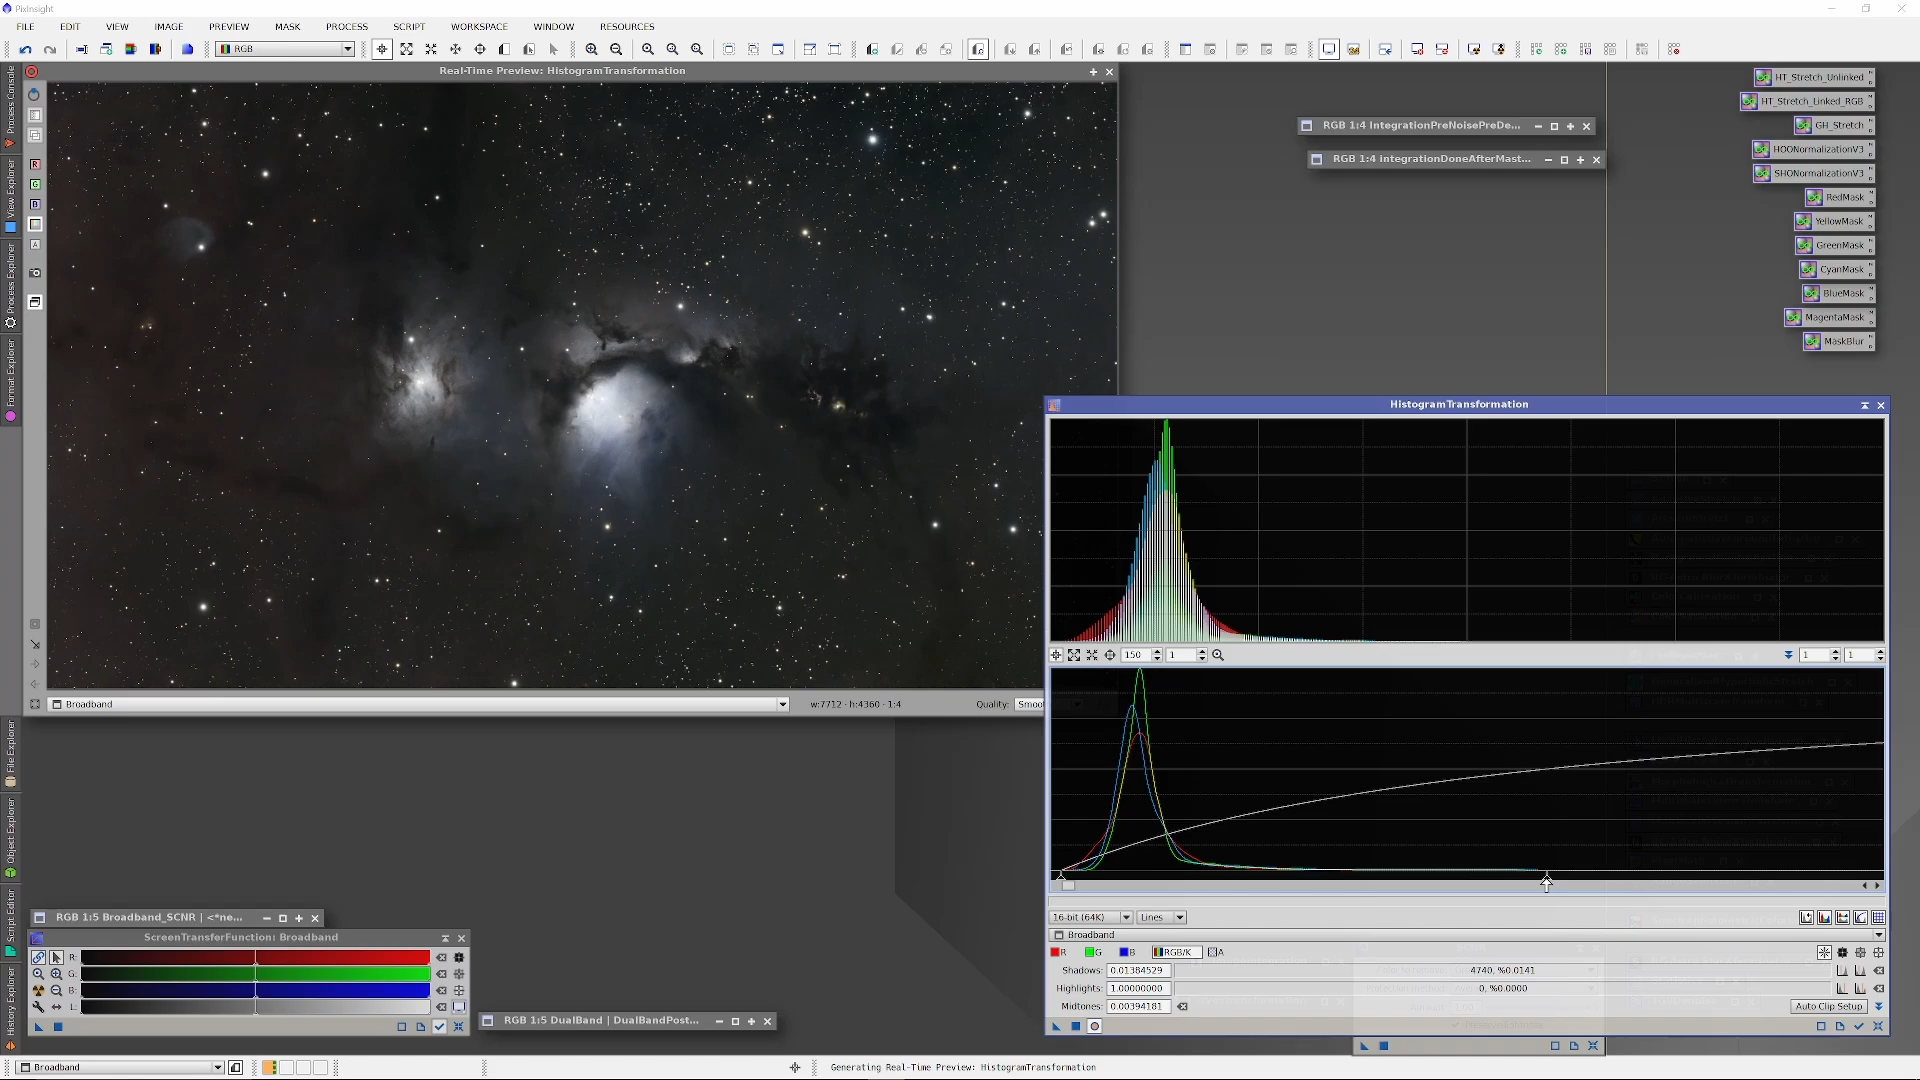 PixInsight
FILE EDIT VIEW IMAGE PREVIEW MASK PROCESS SCRIPT WORKSPACE WINDOW RESOURCES
RGB
Real-Time Preview: HistogramTransformation
Process Console
View Explorer
Process Explorer
Format Explorer
File Explorer
Object Explorer
Script Editor
History Explorer
R
G
B
A
Broadband
w:7712 · h:4360 · 1:4
Quality: Smoo
RGB 1:4 IntegrationPreNoisePreDe...
RGB 1:4 integrationDoneAfterMast...
HT_Stretch_Unlinked
HT_Stretch_Linked_RGB
GH_Stretch
HOONormalizationV3
SHONormalizationV3
RedMask
YellowMask
GreenMask
CyanMask
BlueMask
MagentaMask
MaskBlur
HistogramTransformation
150 1 1 1
16-bit (64K) Lines
Broadband
R G B RGB/K A
Shadows: 0.01384529 4740, %0.0141
Highlights: 1.00000000 0, %0.0000
Midtones: 0.00394181 Auto Clip Setup
RGB 1:5 Broadband_SCNR | <*ne...
ScreenTransferFunction: Broadband
R:
G:
B:
L:
RGB 1:5 DualBand | DualBandPost...
Broadband
Generating Real-Time Preview: HistogramTransformation